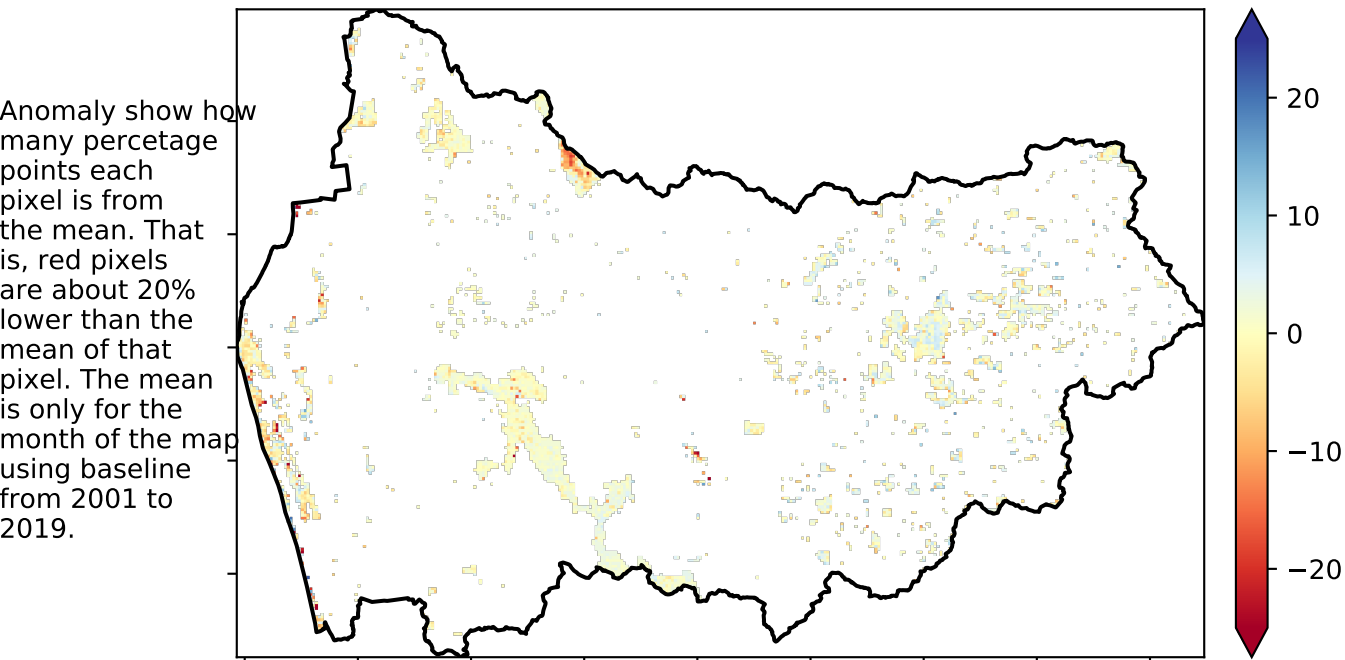 Anomaly show how
many percetage
points each
pixel is from
the mean. That
is, red pixels
are about 20%
lower than the
mean of that
pixel. The mean
is only for the
month of the map
using baseline
from 2001 to
2019.
20
10
0
−10
−20